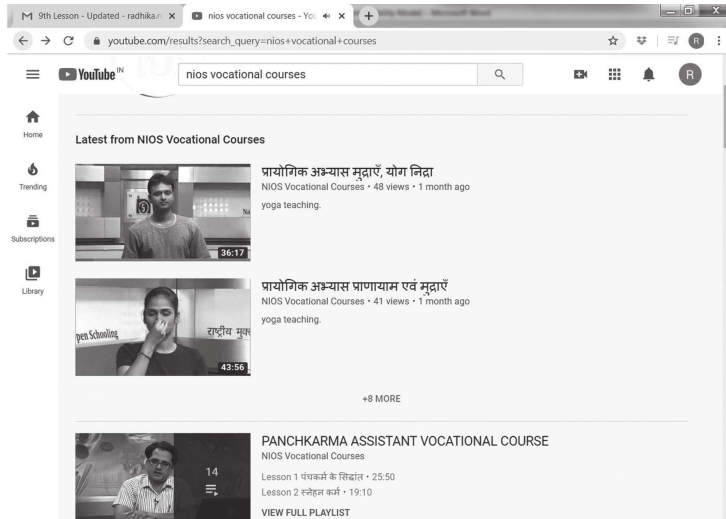 9th Lesson - Updated - radhika.n
nios vocational courses - You
youtube.com/results?search_query=nios+vocational+courses
R
YouTube IN
nios vocational courses
R
Home
Trending
Subscriptions
Library
Latest from NIOS Vocational Courses
प्रायोगिक अभ्यास मुद्राएँ, योग निद्रा
NIOS Vocational Courses • 48 views • 1 month ago
yoga teaching.
36:17
प्रायोगिक अभ्यास प्राणायाम एवं मुद्राएँ
NIOS Vocational Courses • 41 views • 1 month ago
yoga teaching.
pen Schooling
राष्ट्रीय मुक्
43:56
+8 MORE
PANCHKARMA ASSISTANT VOCATIONAL COURSE
NIOS Vocational Courses
14
Lesson 1 पंचकर्म के सिद्धांत • 25:50
Lesson 2 स्नेहन कर्म • 19:10
VIEW FULL PLAYLIST